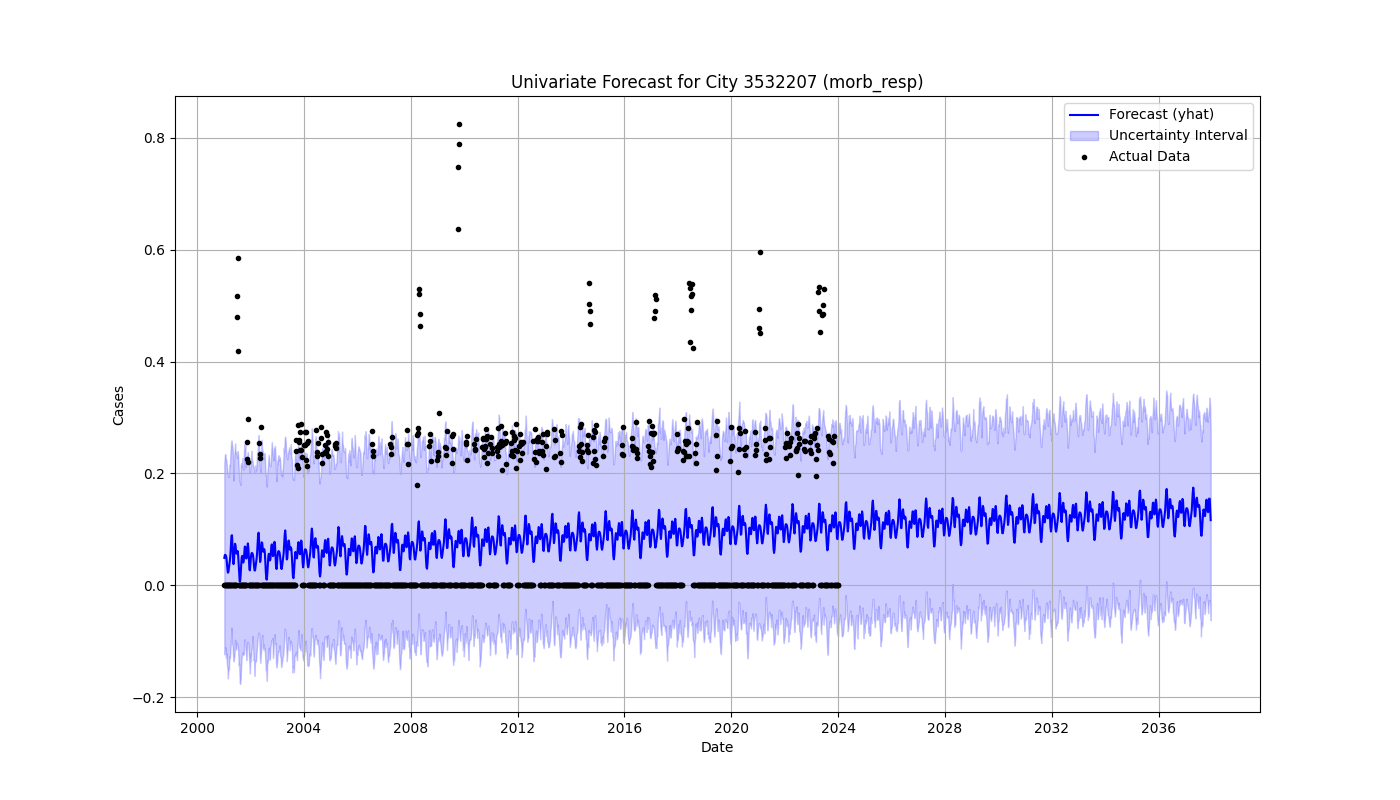 Univariate Forecast for City 3532207 (morb_resp)
Forecast (yhat)
Uncertainty Interval
Actual Data
Cases
0.8
0.6
0.4
0.2
0.0
−0.2
2000 2004 2008 2012 2016 2020 2024 2028 2032 2036
Date